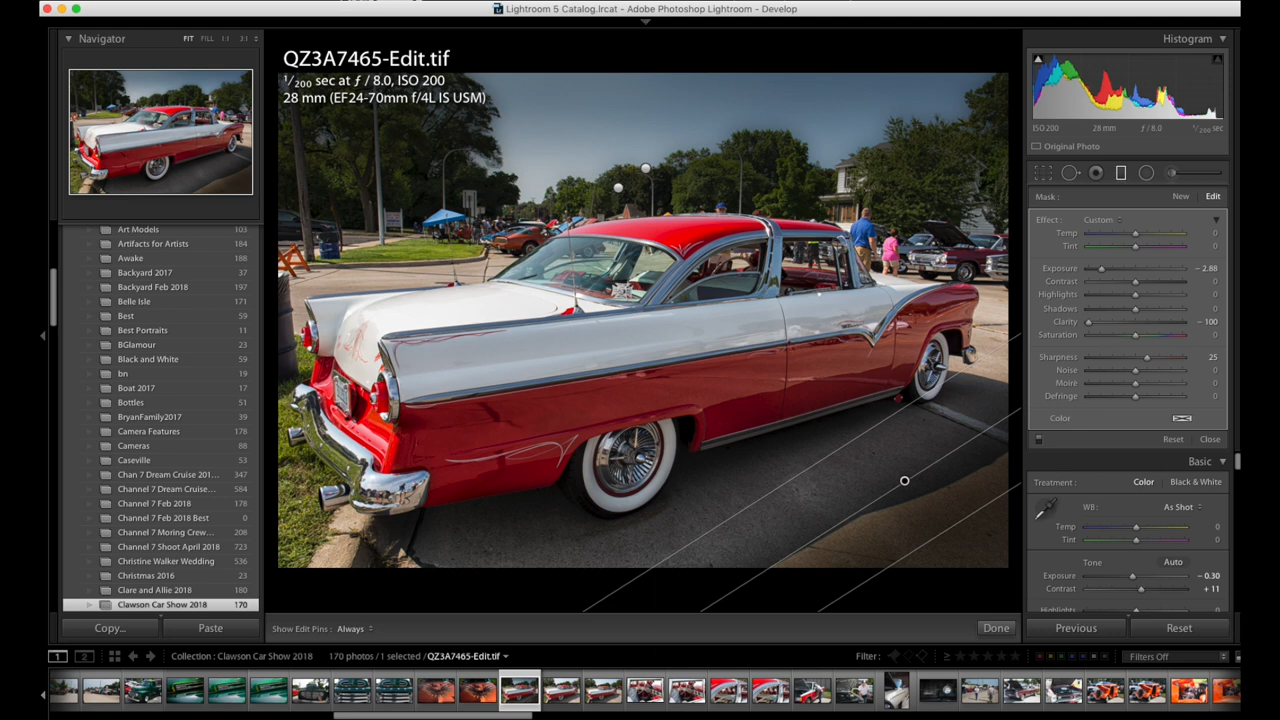 Lightroom 5 Catalog.lrcat - Adobe Photoshop Lightroom - Develop
Navigator FIT FILL 1:1 3:1
Art Models 103
Artifacts for Artists 184
Awake 188
Backyard 2017 37
Backyard Feb 2018 197
Belle Isle 171
Best 59
Best Portraits 11
BGlamour 23
Black and White 59
bn 19
Boat 2017 37
Bottles 51
BryanFamily2017 37
Camera Features 178
Cameras 88
Caseville 35
Chan 7 Dream Cruise 201... 347
Channel 7 Dream Cruise... 584
Channel 7 Feb 2018 178
Channel 7 Feb 2018 Best 0
Channel 7 Moring Crew... 208
Channel 7 Shoot April 2018 723
Christine Walker Wedding 536
Christmas 2016 23
Clare and Allie 2018 180
Clawson Car Show 2018 170
Copy... Paste
QZ3A7465-Edit.tif
1/200 sec at ƒ / 8.0, ISO 200
28 mm (EF24-70mm f/4L IS USM)
Show Edit Pins: Always Done
Histogram
ISO 200 28 mm ƒ / 8.0 1/200 sec
Original Photo
Mask: New Edit
Effect: Custom
Temp 0
Tint 0
Exposure - 2.88
Contrast 0
Highlights 0
Shadows 0
Clarity - 100
Saturation 0
Sharpness 25
Noise 0
Moire 0
Defringe 0
Color
Reset Close
Basic
Treatment: Color Black & White
WB: As Shot
Temp 0
Tint 0
Tone Auto
Exposure - 0.30
Contrast + 11
Highlights
Previous Reset
1 2 Collection : Clawson Car Show 2018 170 photos / 1 selected / QZ3A7465-Edit.tif Filter: ≥ Filters Off